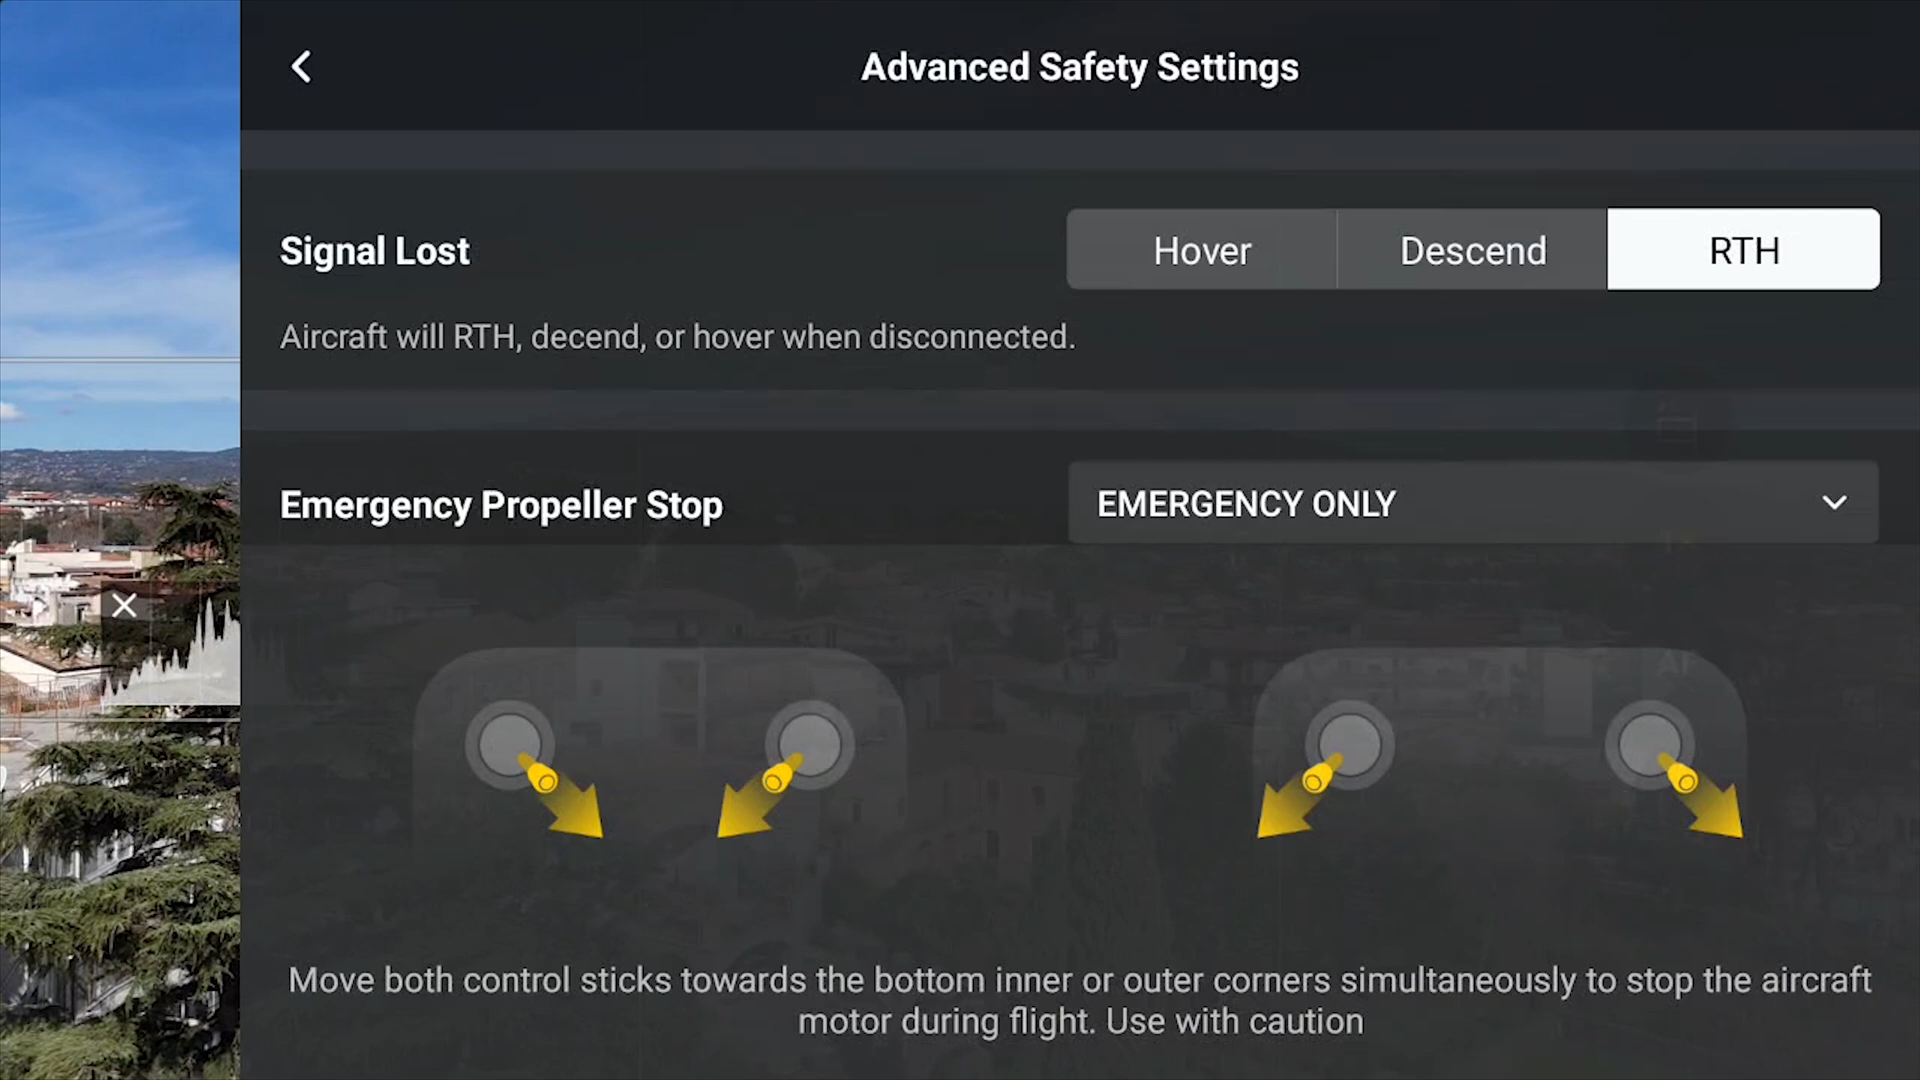 Advanced Safety Settings
Signal Lost
Hover
Descend
RTH
Aircraft will RTH, decend, or hover when disconnected.
Emergency Propeller Stop
EMERGENCY ONLY
Move both control sticks towards the bottom inner or outer corners simultaneously to stop the aircraft
motor during flight. Use with caution